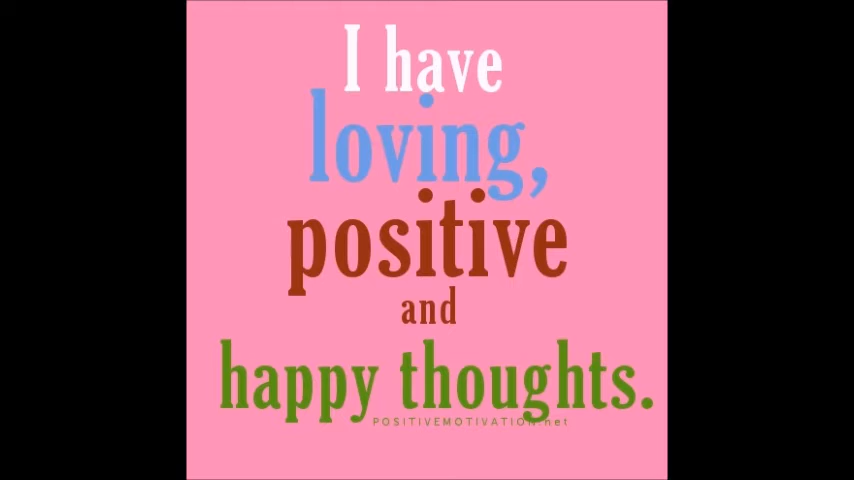 I have
loving,
positive
and
happy thoughts.
POSITIVEMOTIVATION.net